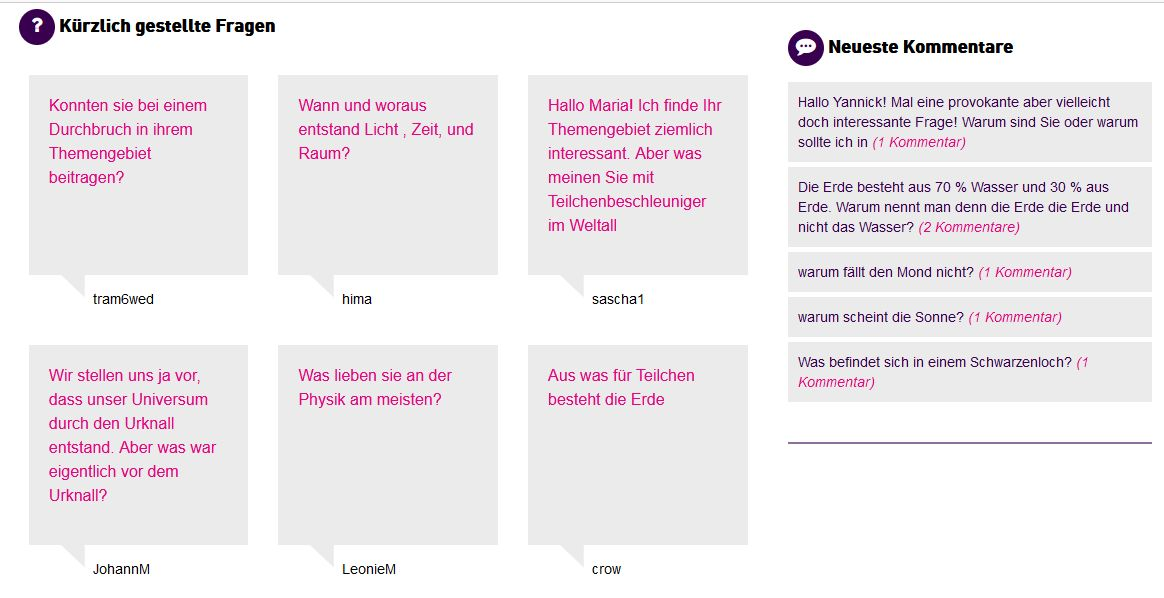 ?
Kürzlich gestellte Fragen
Konnten sie bei einem
Durchbruch in ihrem
Themengebiet
beitragen?
tram6wed
Wann und woraus
entstand Licht , Zeit, und
Raum?
hima
Hallo Maria! Ich finde Ihr
Themengebiet ziemlich
interessant. Aber was
meinen Sie mit
Teilchenbeschleuniger
im Weltall
sascha1
Wir stellen uns ja vor,
dass unser Universum
durch den Urknall
entstand. Aber was war
eigentlich vor dem
Urknall?
JohannM
Was lieben sie an der
Physik am meisten?
LeonieM
Aus was für Teilchen
besteht die Erde
crow
Neueste Kommentare
Hallo Yannick! Mal eine provokante aber vielleicht
doch interessante Frage! Warum sind Sie oder warum
sollte ich in (1 Kommentar)
Die Erde besteht aus 70 % Wasser und 30 % aus
Erde. Warum nennt man denn die Erde die Erde und
nicht das Wasser? (2 Kommentare)
warum fällt den Mond nicht? (1 Kommentar)
warum scheint die Sonne? (1 Kommentar)
Was befindet sich in einem Schwarzenloch? (1
Kommentar)